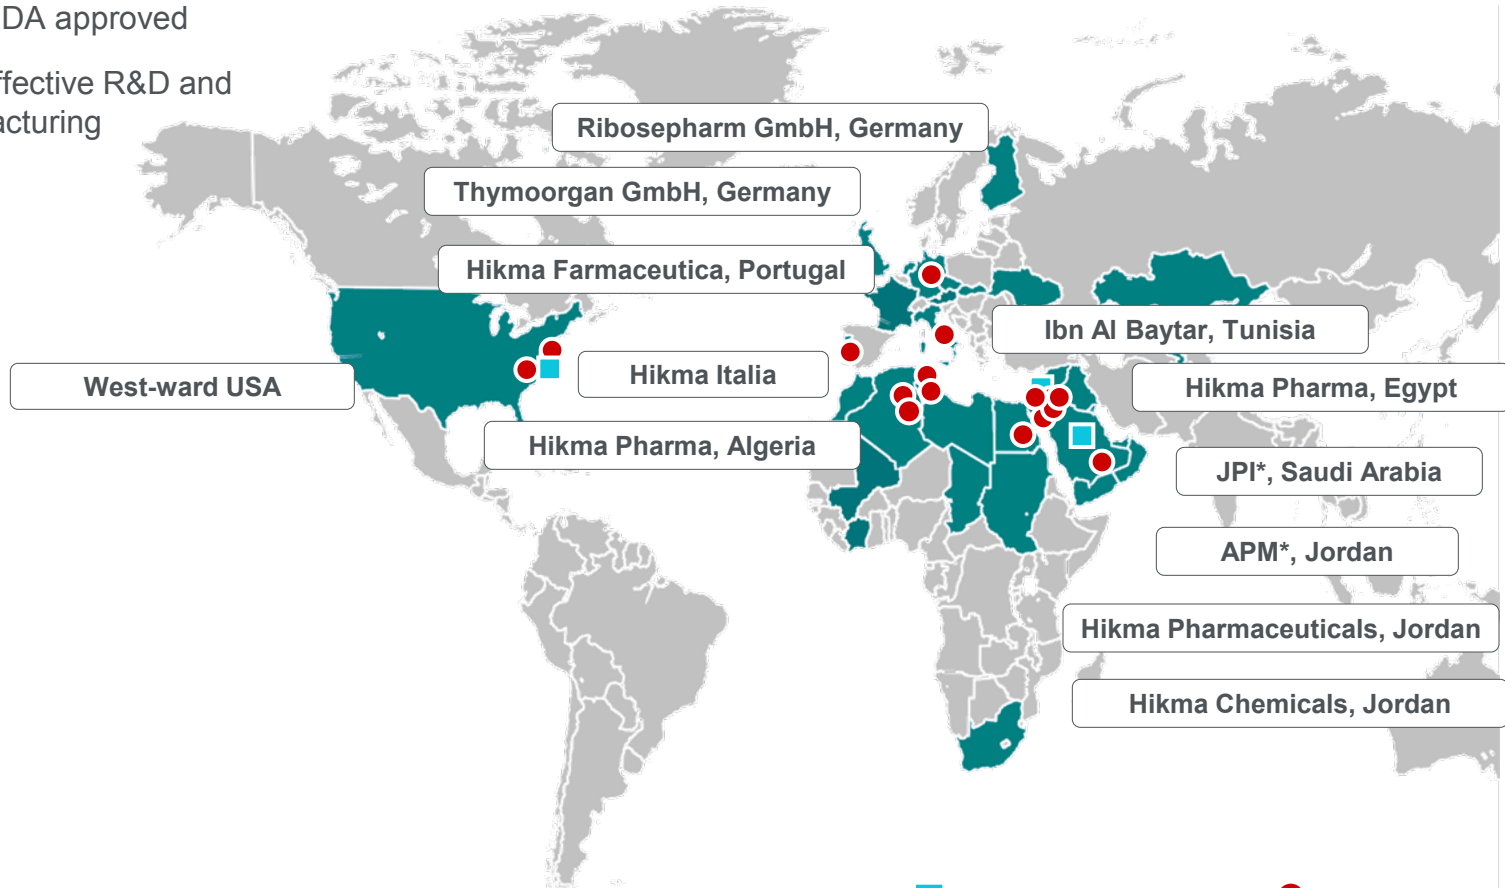 DA approved
ffective R&D and
acturing
Ribosepharm GmbH, Germany
Thymoorgan GmbH, Germany
Hikma Farmaceutica, Portugal
Ibn Al Baytar, Tunisia
Hikma Italia
West-ward USA
Hikma Pharma, Egypt
Hikma Pharma, Algeria
JPI*, Saudi Arabia
APM*, Jordan
Hikma Pharmaceuticals, Jordan
Hikma Chemicals, Jordan